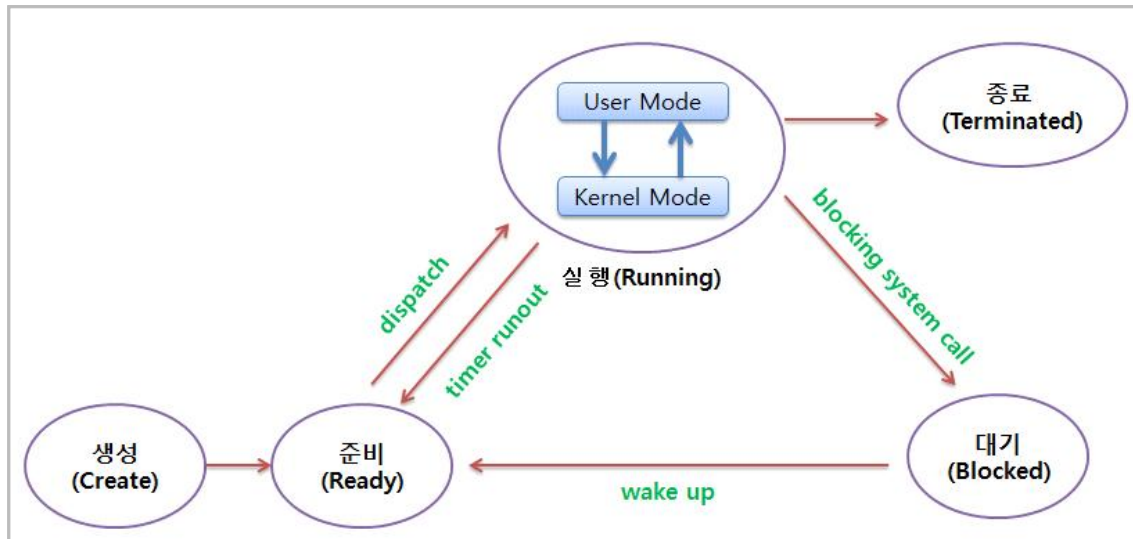 User Mode
Kernel Mode
실 행(Running)
종료
(Terminated)
dispatch
timer runout
blocking system call
생성
(Create)
준비
(Ready)
대기
(Blocked)
wake up